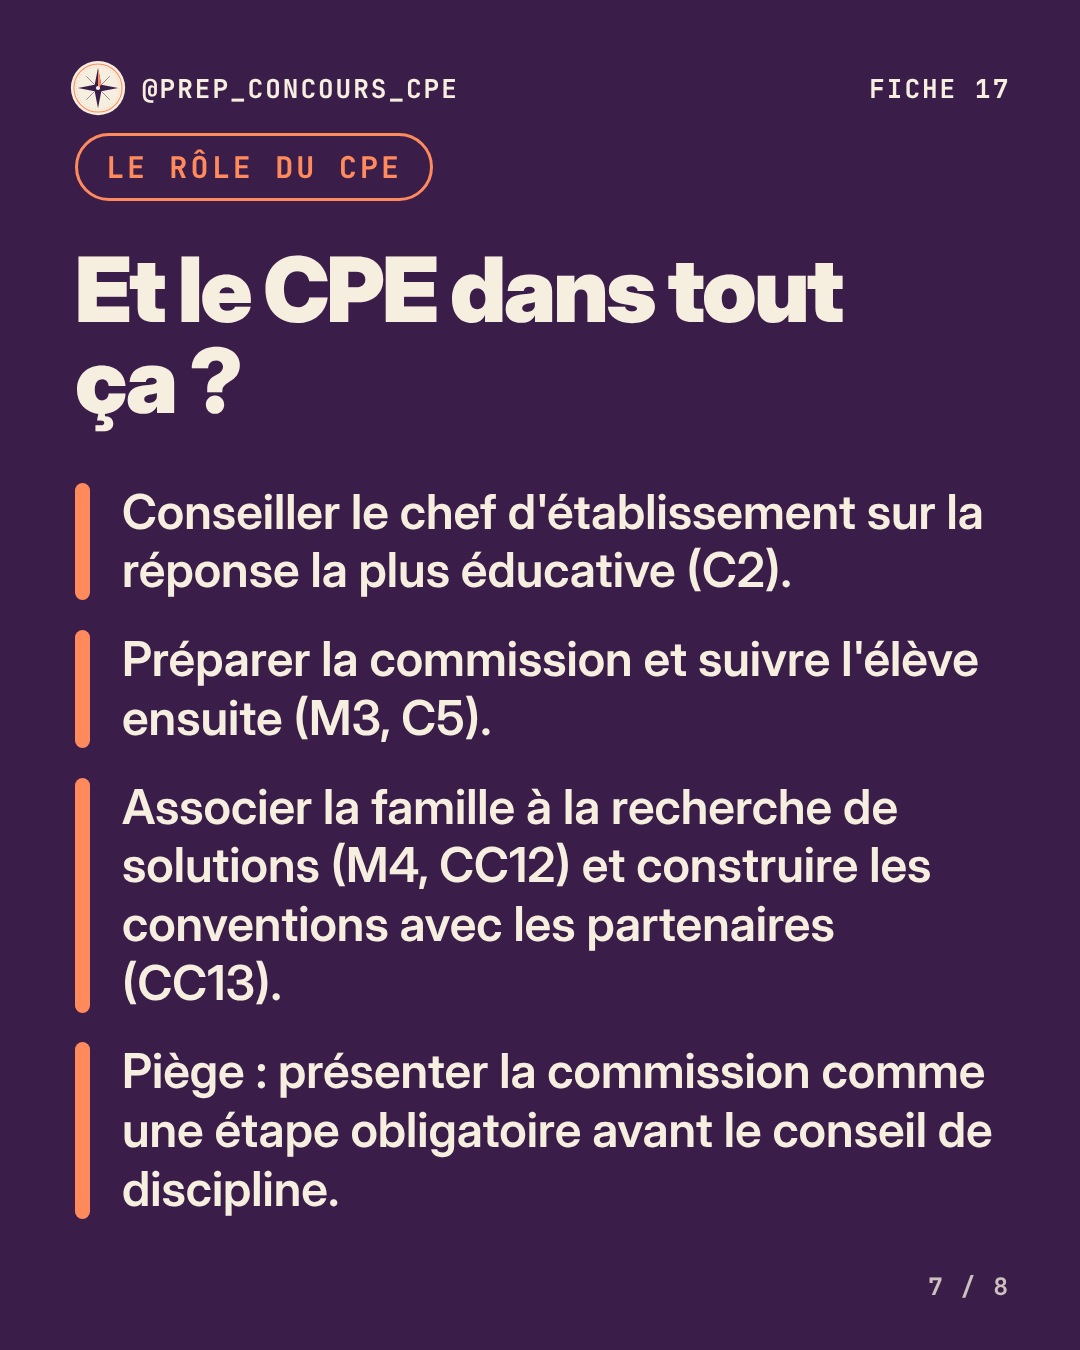 @PREP_CONCOURS_CPE
FICHE 17
LE RÔLE DU CPE
Et le CPE dans tout
ça ?
Conseiller le chef d'établissement sur la
réponse la plus éducative (C2).
Préparer la commission et suivre l'élève
ensuite (M3, C5).
Associer la famille à la recherche de
solutions (M4, CC12) et construire les
conventions avec les partenaires
(CC13).
Piège : présenter la commission comme
une étape obligatoire avant le conseil de
discipline.
7 / 8